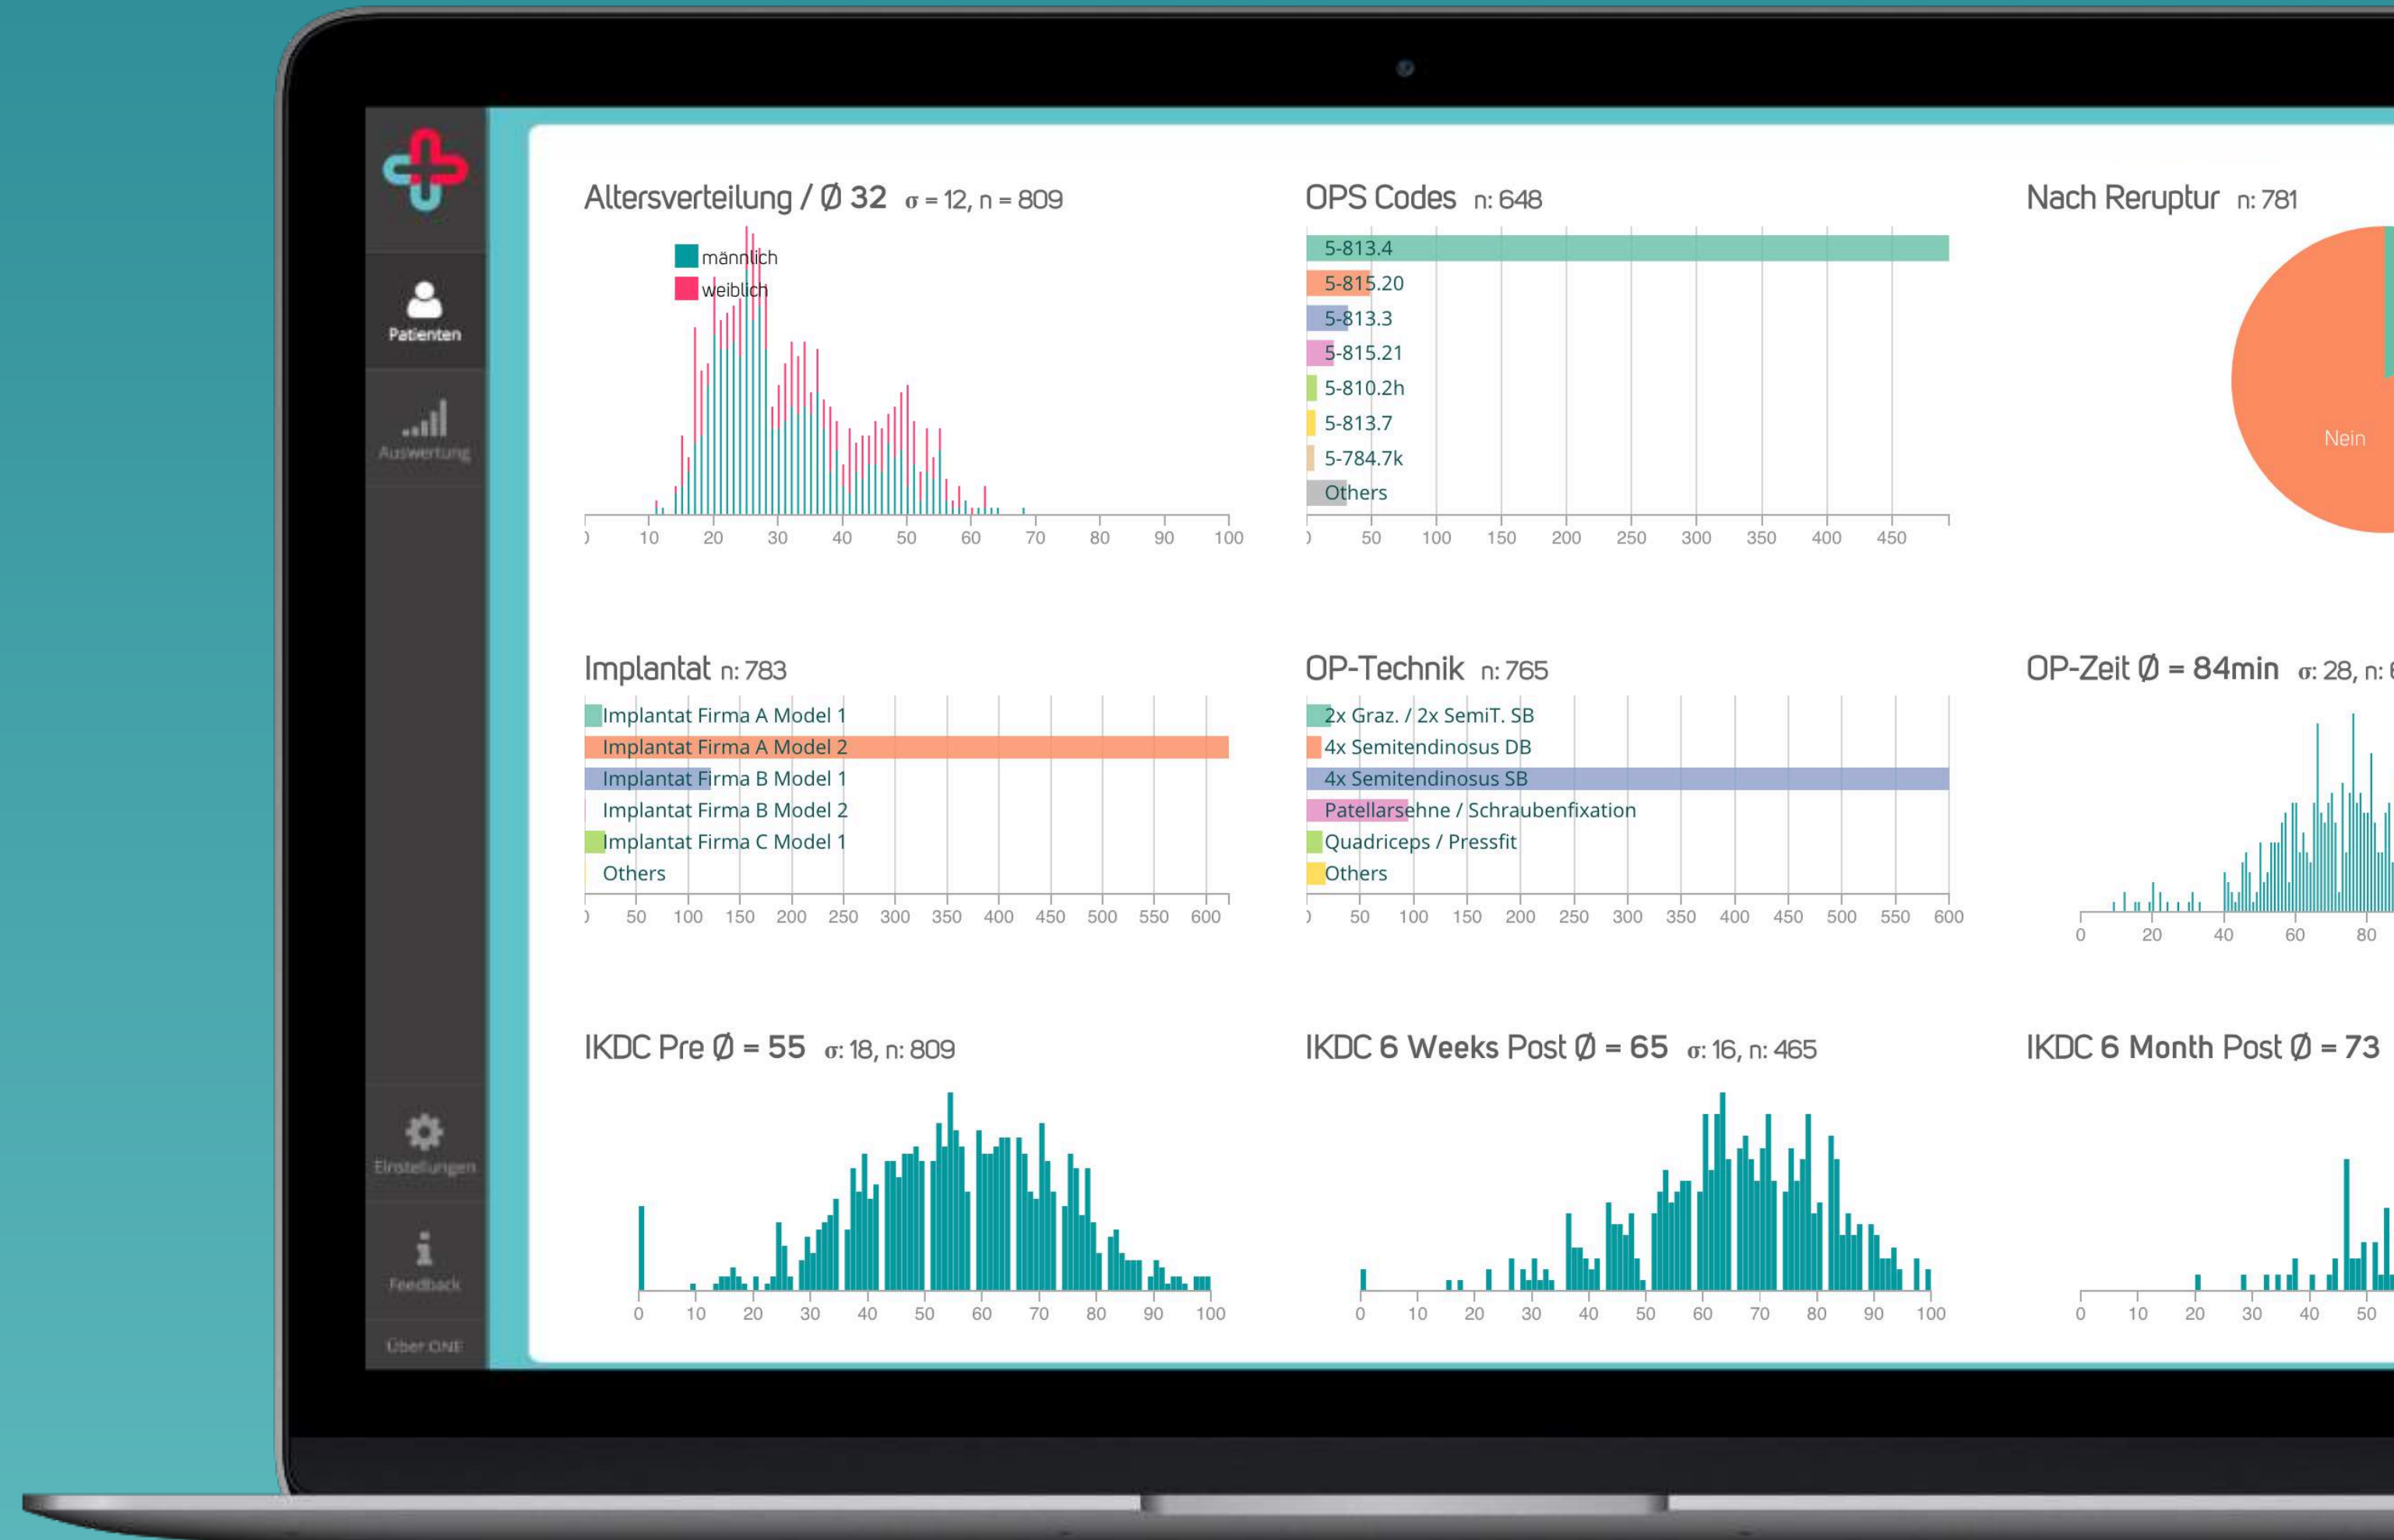 Patienten
Auswertung
Einstellungen
Feedback
Über ONE
Altersverteilung / Ø 32 σ = 12, n = 809
männlich
weiblich
10 20 30 40 50 60 70 80 90 100
OPS Codes n: 648
5-813.4
5-815.20
5-813.3
5-815.21
5-810.2h
5-813.7
5-784.7k
Others
50 100 150 200 250 300 350 400 450
Nach Reruptur n: 781
Nein
Implantat n: 783
Implantat Firma A Model 1
Implantat Firma A Model 2
Implantat Firma B Model 1
Implantat Firma B Model 2
Implantat Firma C Model 1
Others
50 100 150 200 250 300 350 400 450 500 550 600
OP-Technik n: 765
2x Graz. / 2x SemiT. SB
4x Semitendinosus DB
4x Semitendinosus SB
Patellarsehne / Schraubenfixation
Quadriceps / Pressfit
Others
50 100 150 200 250 300 350 400 450 500 550 600
OP-Zeit Ø = 84min σ: 28, n:
0 20 40 60 80
IKDC Pre Ø = 55 σ: 18, n: 809
0 10 20 30 40 50 60 70 80 90 100
IKDC 6 Weeks Post Ø = 65 σ: 16, n: 465
0 10 20 30 40 50 60 70 80 90 100
IKDC 6 Month Post Ø = 73
0 10 20 30 40 50